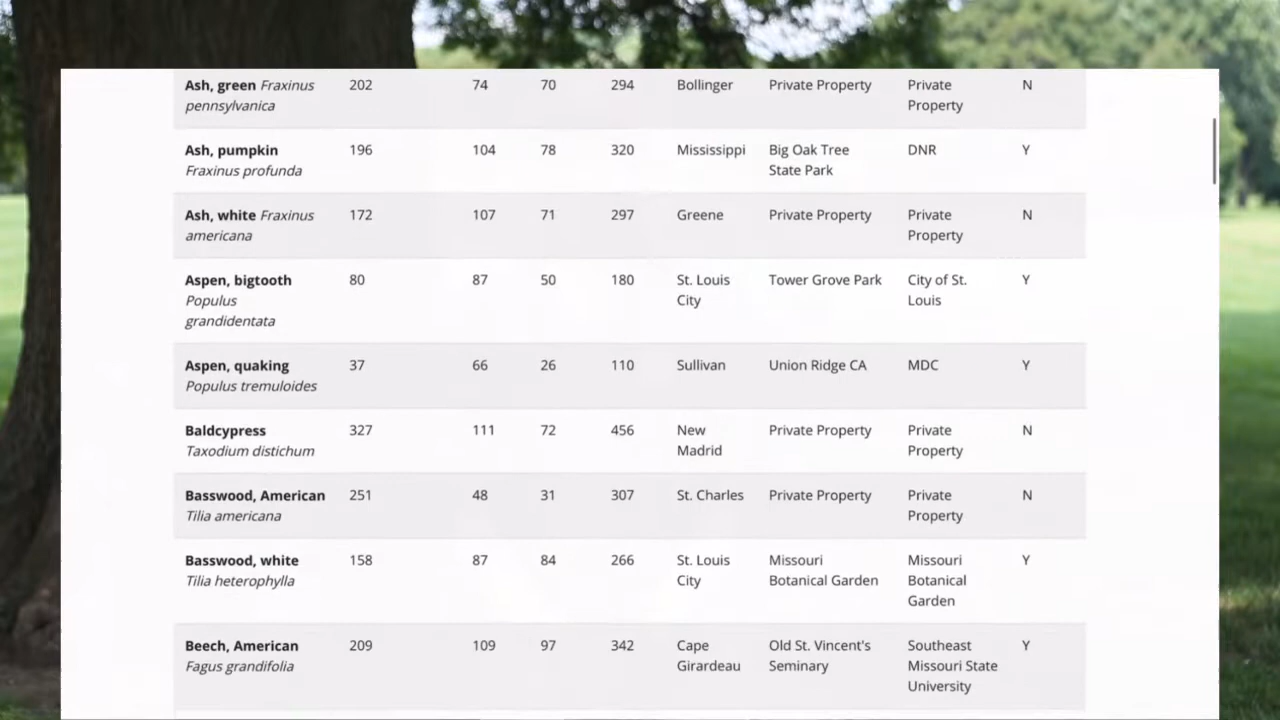 Ash, green Fraxinus 202 74 70 294 Bollinger Private Property Private N
pennsylvanica Property
Ash, pumpkin 196 104 78 320 Mississippi Big Oak Tree DNR Y
Fraxinus profunda State Park
Ash, white Fraxinus 172 107 71 297 Greene Private Property Private N
americana Property
Aspen, bigtooth 80 87 50 180 St. Louis Tower Grove Park City of St. Y
Populus City Louis
grandidentata
Aspen, quaking 37 66 26 110 Sullivan Union Ridge CA MDC Y
Populus tremuloides
Baldcypress 327 111 72 456 New Private Property Private N
Taxodium distichum Madrid Property
Basswood, American 251 48 31 307 St. Charles Private Property Private N
Tilia americana Property
Basswood, white 158 87 84 266 St. Louis Missouri Missouri Y
Tilia heterophylla City Botanical Garden Botanical
Garden
Beech, American 209 109 97 342 Cape Old St. Vincent's Southeast Y
Fagus grandifolia Girardeau Seminary Missouri State
University